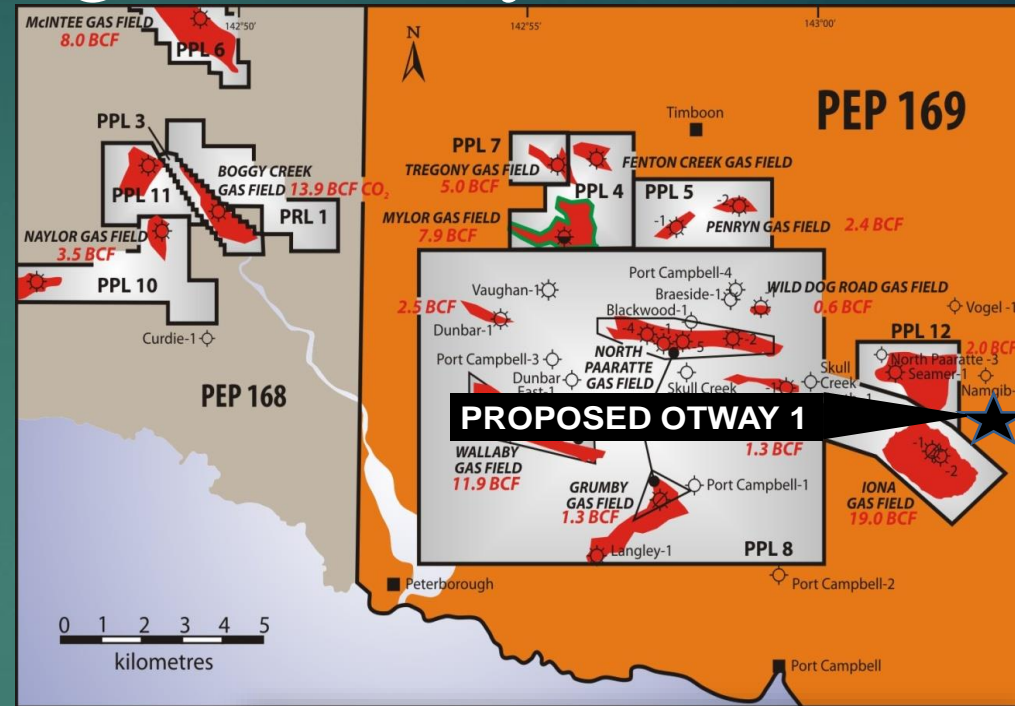 142°50'
142°55'
143°00'
McINTEE GAS FIELD
8.0 BCF
PPL 6
N
PEP 169
Timboon
PPL 3
PPL 11
BOGGY CREEK
GAS FIELD 13.9 BCF CO₂
PRL 1
NAYLOR GAS FIELD
3.5 BCF
PPL 10
Curdie-1
PEP 168
PPL 7
TREGONY GAS FIELD
5.0 BCF
FENTON CREEK GAS FIELD
PPL 4
PPL 5
MYLOR GAS FIELD
7.9 BCF
-1
-2
PENRYN GAS FIELD 2.4 BCF
Vaughan-1
Port Campbell-4
Braeside-1
Blackwood-1
WILD DOG ROAD GAS FIELD
-1
0.6 BCF
Vogel -1
2.5 BCF
Dunbar-1
-4
-1
-5
-2
Port Campbell-3
NORTH
PAARATTE
GAS FIELD
Dunbar
East-1
Skull Creek
-1
Skull
Creek
PPL 12
2.0 BCF
North Paaratte -3
Seamer-1
Namgib-
PROPOSED OTWAY 1
1.3 BCF
WALLABY
GAS FIELD
11.9 BCF
GRUMBY
GAS FIELD
1.3 BCF
Port Campbell-1
-1
-2
IONA
GAS FIELD
19.0 BCF
Langley-1
PPL 8
Peterborough
Port Campbell-2
Port Campbell
0 1 2 3 4 5
kilometres